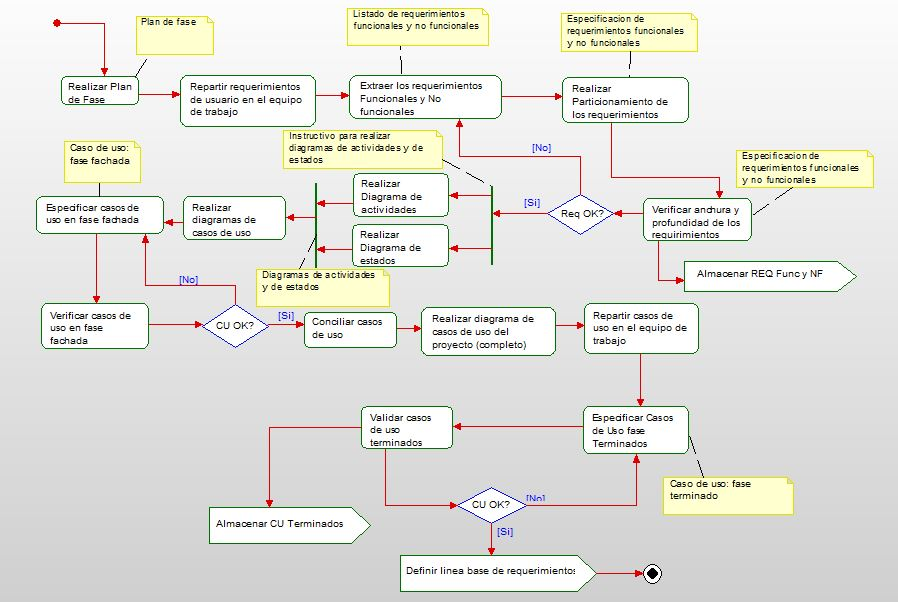 Plan de fase
Listado de requerimientos
funcionales y no funcionales
Especificacion de
requerimientos funcionales
y no funcionales
Realizar Plan
de Fase
Repartir requerimientos
de usuario en el equipo
de trabajo
Extraer los requerimientos
Funcionales y No
funcionales
Realizar
Particionamiento de
los requerimientos
Instructivo para realizar
diagramas de actividades y de
estados
[No]
Caso de uso:
fase fachada
Especificacion de
requerimientos funcionales
y no funcionales
Especificar casos de
uso en fase fachada
Realizar
diagramas de
casos de uso
Realizar
Diagrama de
actividades
Realizar
Diagrama de
estados
[Si]
Req OK?
Verificar anchura y
profundidad de los
requirimientos
Almacenar REQ Func y NF
[No]
Diagramas de actividades
y de estados
Verificar casos de
uso en fase
fachada
CU OK?
[Si]
Conciliar casos
de uso
Realizar diagrama de
casos de uso del
proyecto (completo)
Repartir casos de
uso en el equipo de
trabajo
Validar casos
de uso
terminados
Especificar Casos
de Uso fase
Terminados
Caso de uso: fase
terminado
Almacenar CU Terminados
CU OK?
[No]
[Si]
Definir linea base de requerimientos